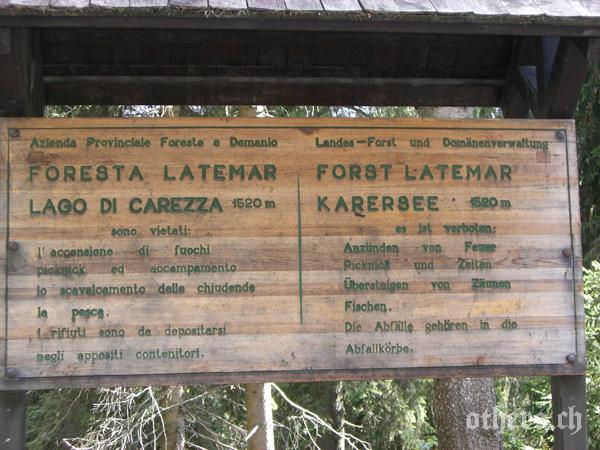 Azienda Provinciale Foreste e Demanio
FORESTA LATEMAR
LAGO DI CAREZZA 1520 m
sono vietati:
l'accensione di fuochi
picknick ed accampamento
lo scavalcamento delle chiudende
la pesca.
I rifiuti sono da depositarsi
negli appositi contenitori.
Landes-Forst und Domänenverwaltung
FORST LATEMAR
KARERSEE 1520 m
es ist verboten:
Anzünden von Feuer
Picknick und Zelten
Übersteigen von Zäunen
Fischen.
Die Abfälle gehören in die
Abfallkörbe.
others.ch